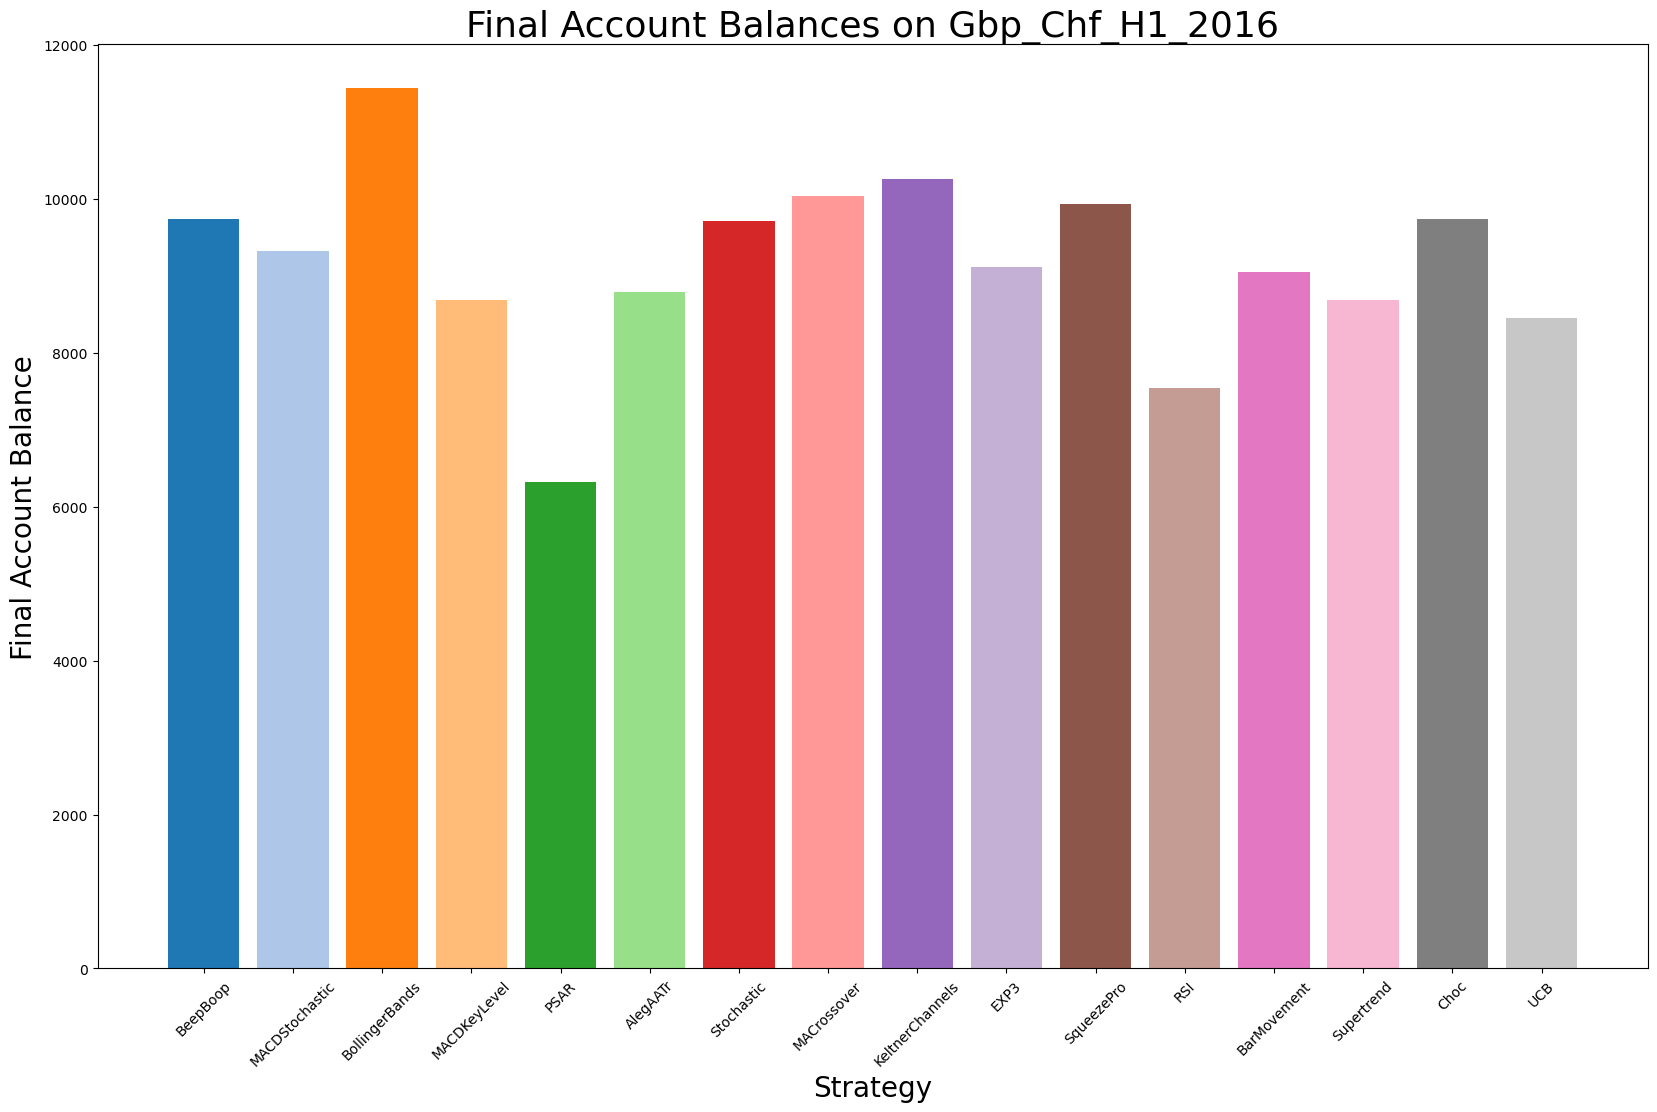 Final Account Balances on Gbp_Chf_H1_2016
12000
10000
8000
6000
4000
2000
0
Final Account Balance
BeepBoop
MACDStochastic
BollingerBands
MACDKeyLevel
PSAR
AlegAATr
Stochastic
MACrossover
KeltnerChannels
EXP3
SqueezePro
RSI
BarMovement
Supertrend
Choc
UCB
Strategy